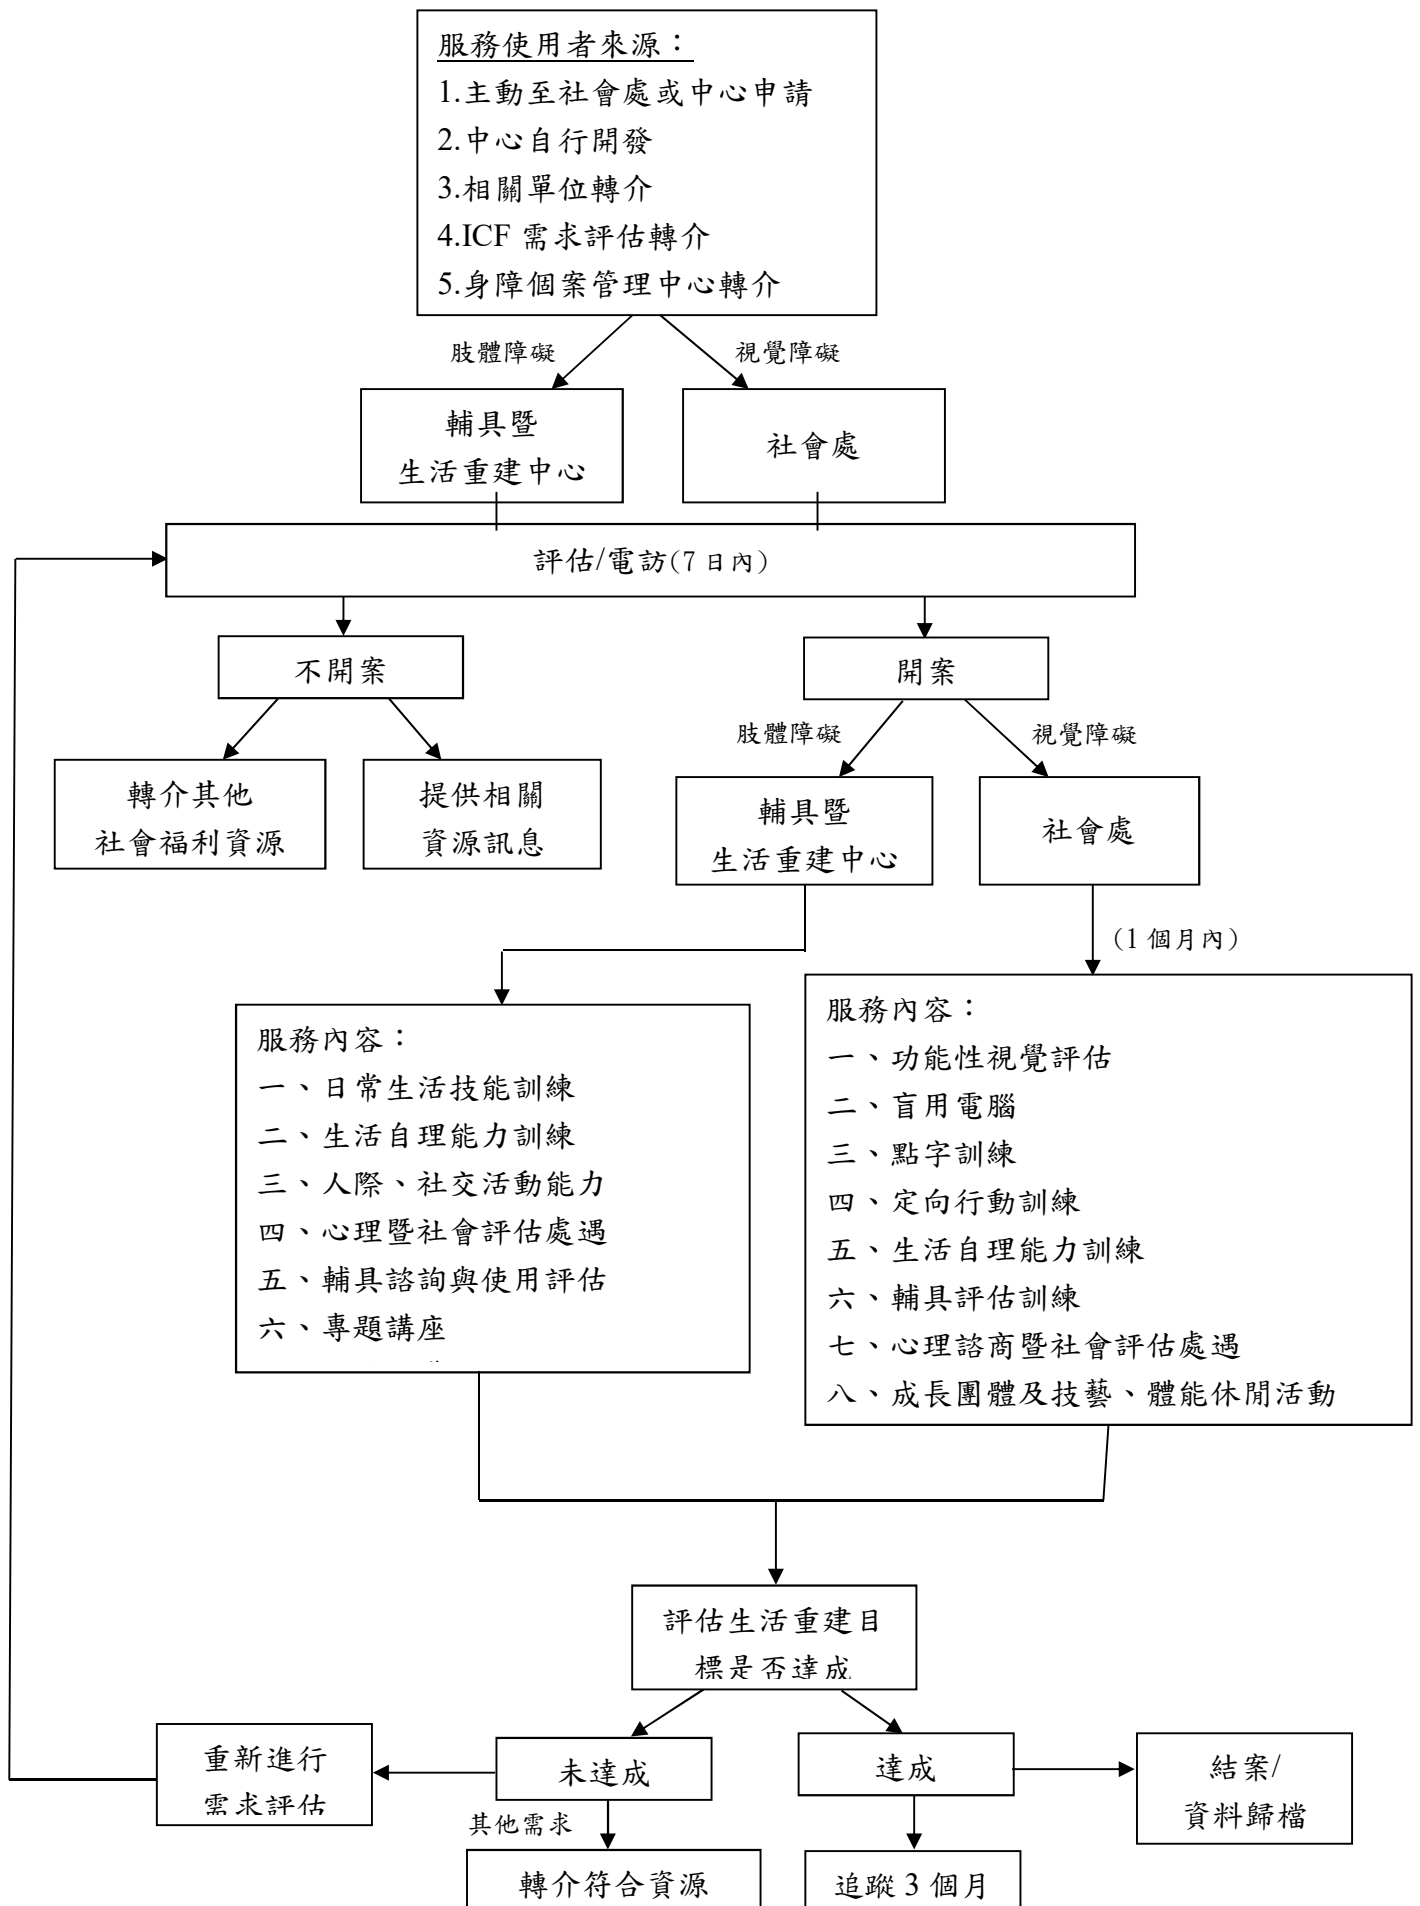 服務使用者來源：
1.主動至社會處或中心申請
2.中心自行開發
3.相關單位轉介
4.ICF 需求評估轉介
5.身障個案管理中心轉介
肢體障礙
視覺障礙
輔具暨
生活重建中心
社會處
評估/電訪(7 日內)
不開案
開案
肢體障礙
視覺障礙
轉介其他
社會福利資源
提供相關
資源訊息
輔具暨
生活重建中心
社會處
(1 個月內)
服務內容：
一、日常生活技能訓練
二、生活自理能力訓練
三、人際、社交活動能力
四、心理暨社會評估處遇
五、輔具諮詢與使用評估
六、專題講座
服務內容：
一、功能性視覺評估
二、盲用電腦
三、點字訓練
四、定向行動訓練
五、生活自理能力訓練
六、輔具評估訓練
七、心理諮商暨社會評估處遇
八、成長團體及技藝、體能休閒活動
評估生活重建目
標是否達成
重新進行
需求評估
未達成
達成
結案/
資料歸檔
其他需求
轉介符合資源
追蹤 3 個月